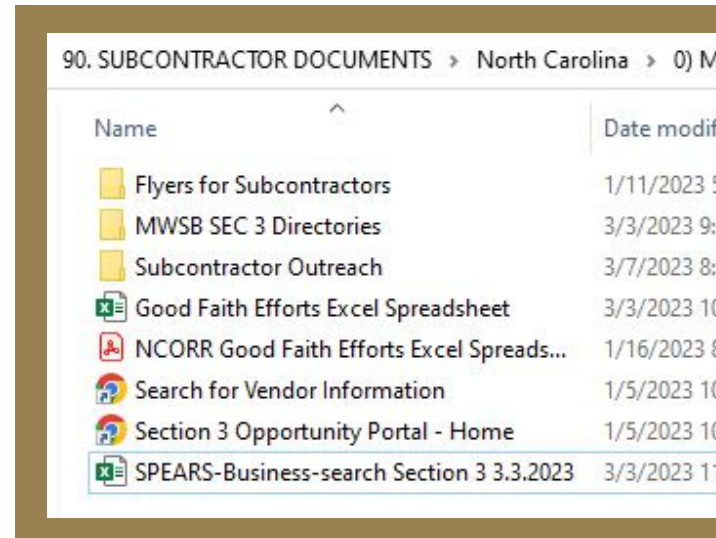 90. SUBCONTRACTOR DOCUMENTS > North Carolina > 0) M
Name Date modif
Flyers for Subcontractors 1/11/2023 5
MWSB SEC 3 Directories 3/3/2023 9:
Subcontractor Outreach 3/7/2023 8:
Good Faith Efforts Excel Spreadsheet 3/3/2023 10
NCORR Good Faith Efforts Excel Spreads... 1/16/2023 8
Search for Vendor Information 1/5/2023 10
Section 3 Opportunity Portal - Home 1/5/2023 10
SPEARS-Business-search Section 3 3.3.2023 3/3/2023 11